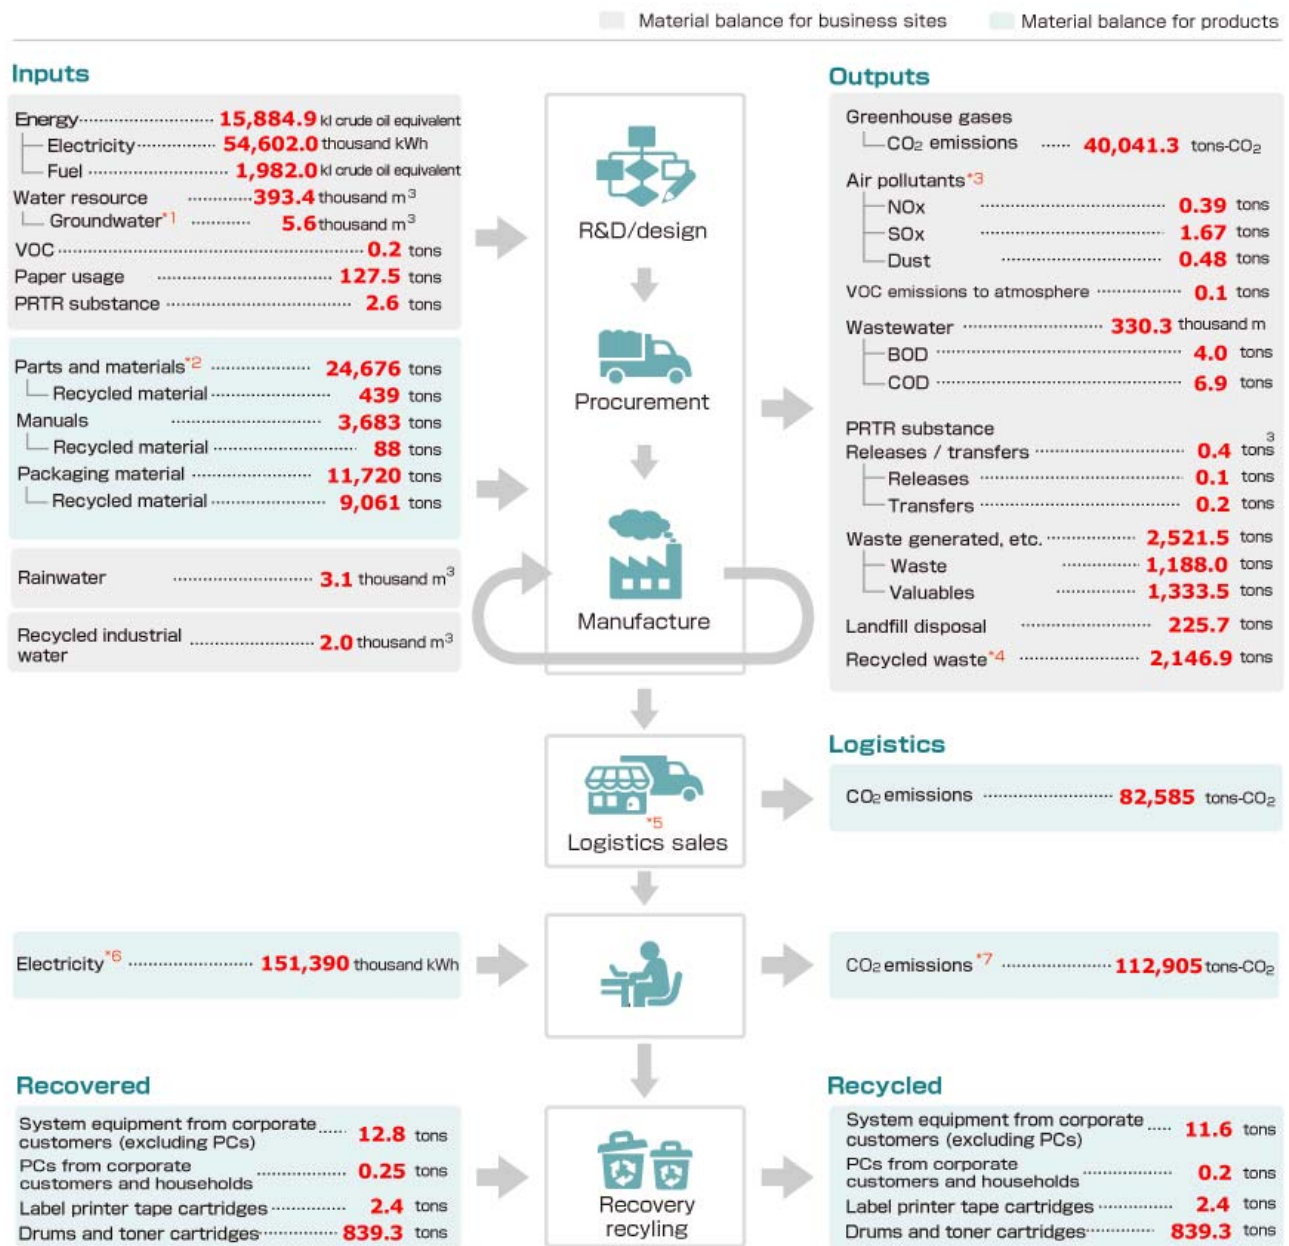 Material balance for business sites Material balance for products
Inputs
Energy 15,884.9 kl crude oil equivalent
Electricity 54,602.0 thousand kWh
Fuel 1,982.0 kl crude oil equivalent
Water resource 393.4 thousand m3
Groundwater*1 5.6 thousand m3
VOC 0.2 tons
Paper usage 127.5 tons
PRTR substance 2.6 tons
Parts and materials*2 24,676 tons
Recycled material 439 tons
Manuals 3,683 tons
Recycled material 88 tons
Packaging material 11,720 tons
Recycled material 9,061 tons
Rainwater 3.1 thousand m3
Recycled industrial
water 2.0 thousand m3
R&D/design
Procurement
Manufacture
Outputs
Greenhouse gases
CO2 emissions 40,041.3 tons-CO2
Air pollutants*3
NOx 0.39 tons
SOx 1.67 tons
Dust 0.48 tons
VOC emissions to atmosphere 0.1 tons
Wastewater 330.3 thousand m
BOD 4.0 tons
COD 6.9 tons
PRTR substance
3
Releases / transfers 0.4 tons
Releases 0.1 tons
Transfers 0.2 tons
Waste generated, etc. 2,521.5 tons
Waste 1,188.0 tons
Valuables 1,333.5 tons
Landfill disposal 225.7 tons
Recycled waste*4 2,146.9 tons
*5
Logistics sales
Logistics
CO2 emissions 82,585 tons-CO2
Electricity*6 151,390 thousand kWh
CO2 emissions*7 112,905 tons-CO2
Recovered
System equipment from corporate
customers (excluding PCs) 12.8 tons
PCs from corporate
customers and households 0.25 tons
Label printer tape cartridges 2.4 tons
Drums and toner cartridges 839.3 tons
Recovery
recyling
Recycled
System equipment from corporate
customers (excluding PCs) 11.6 tons
PCs from corporate
customers and households 0.2 tons
Label printer tape cartridges 2.4 tons
Drums and toner cartridges 839.3 tons